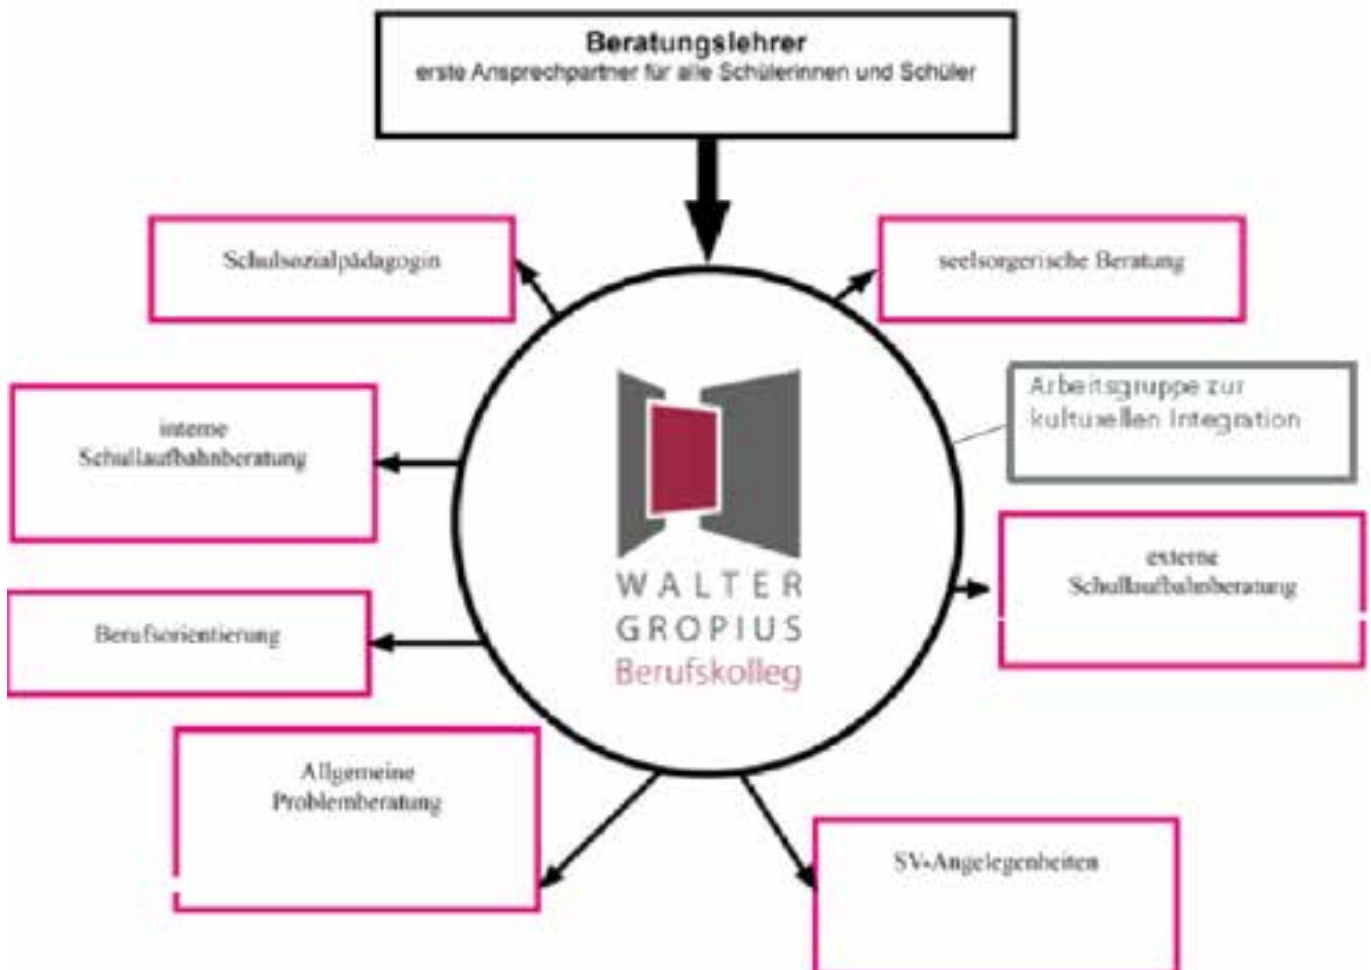 Beratungslehrer
erste Ansprechpartner für alle Schülerinnen und Schüler
Schulsozialpädagogin
seelsorgerische Beratung
interne
Schullaufbahnberatung
Arbeitsgruppe zur
kulturellen Integration
externe
Schullaufbahnberatung
WALTER
GROPIUS
Berufskolleg
Berufsorientierung
Allgemeine
Problemberatung
SV-Angelegenheiten